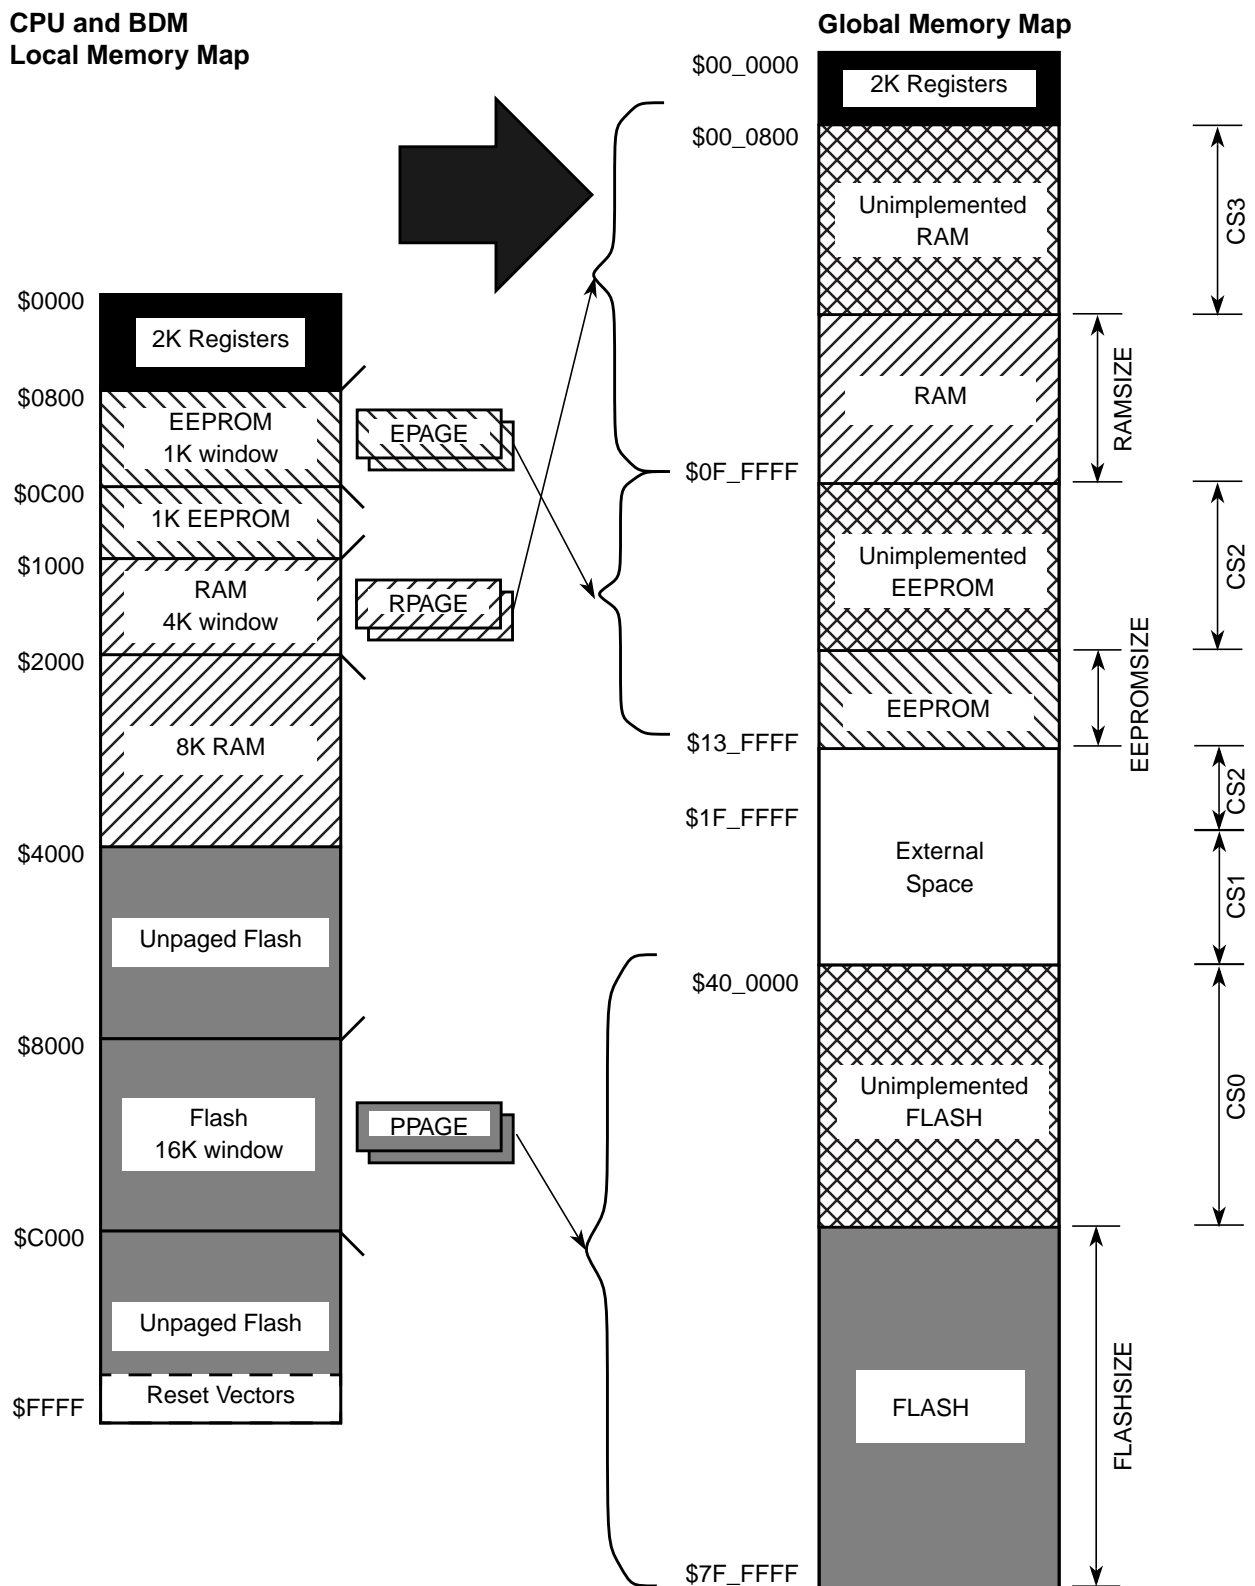 CPU and BDM
Local Memory Map
$0000
2K Registers
$0800
EEPROM
1K window
EPAGE
$0C00
1K EEPROM
$1000
RAM
4K window
RPAGE
$2000
8K RAM
$4000
Unpaged Flash
$8000
Flash
16K window
PPAGE
$C000
Unpaged Flash
Reset Vectors
$FFFF
Global Memory Map
$00_0000
2K Registers
$00_0800
Unimplemented
RAM
CS3
RAM
RAMSIZE
$0F_FFFF
Unimplemented
EEPROM
CS2
EEPROM
EEPROMSIZE
$13_FFFF
CS2
$1F_FFFF
External
Space
CS1
$40_0000
Unimplemented
FLASH
CS0
FLASH
FLASHSIZE
$7F_FFFF